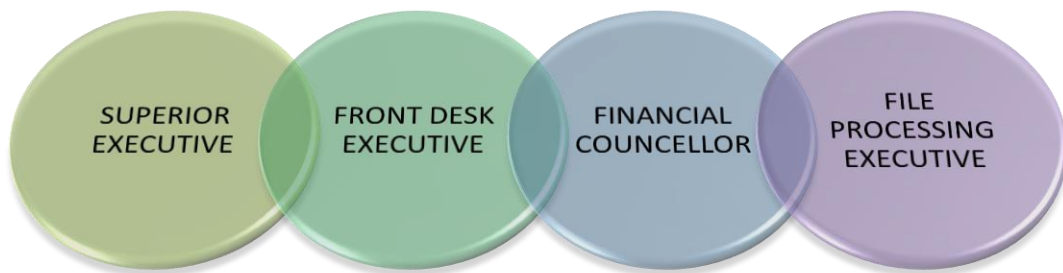 SUPERIOR
EXECUTIVE
FRONT DESK
EXECUTIVE
FINANCIAL
COUNCELLOR
FILE
PROCESSING
EXECUTIVE